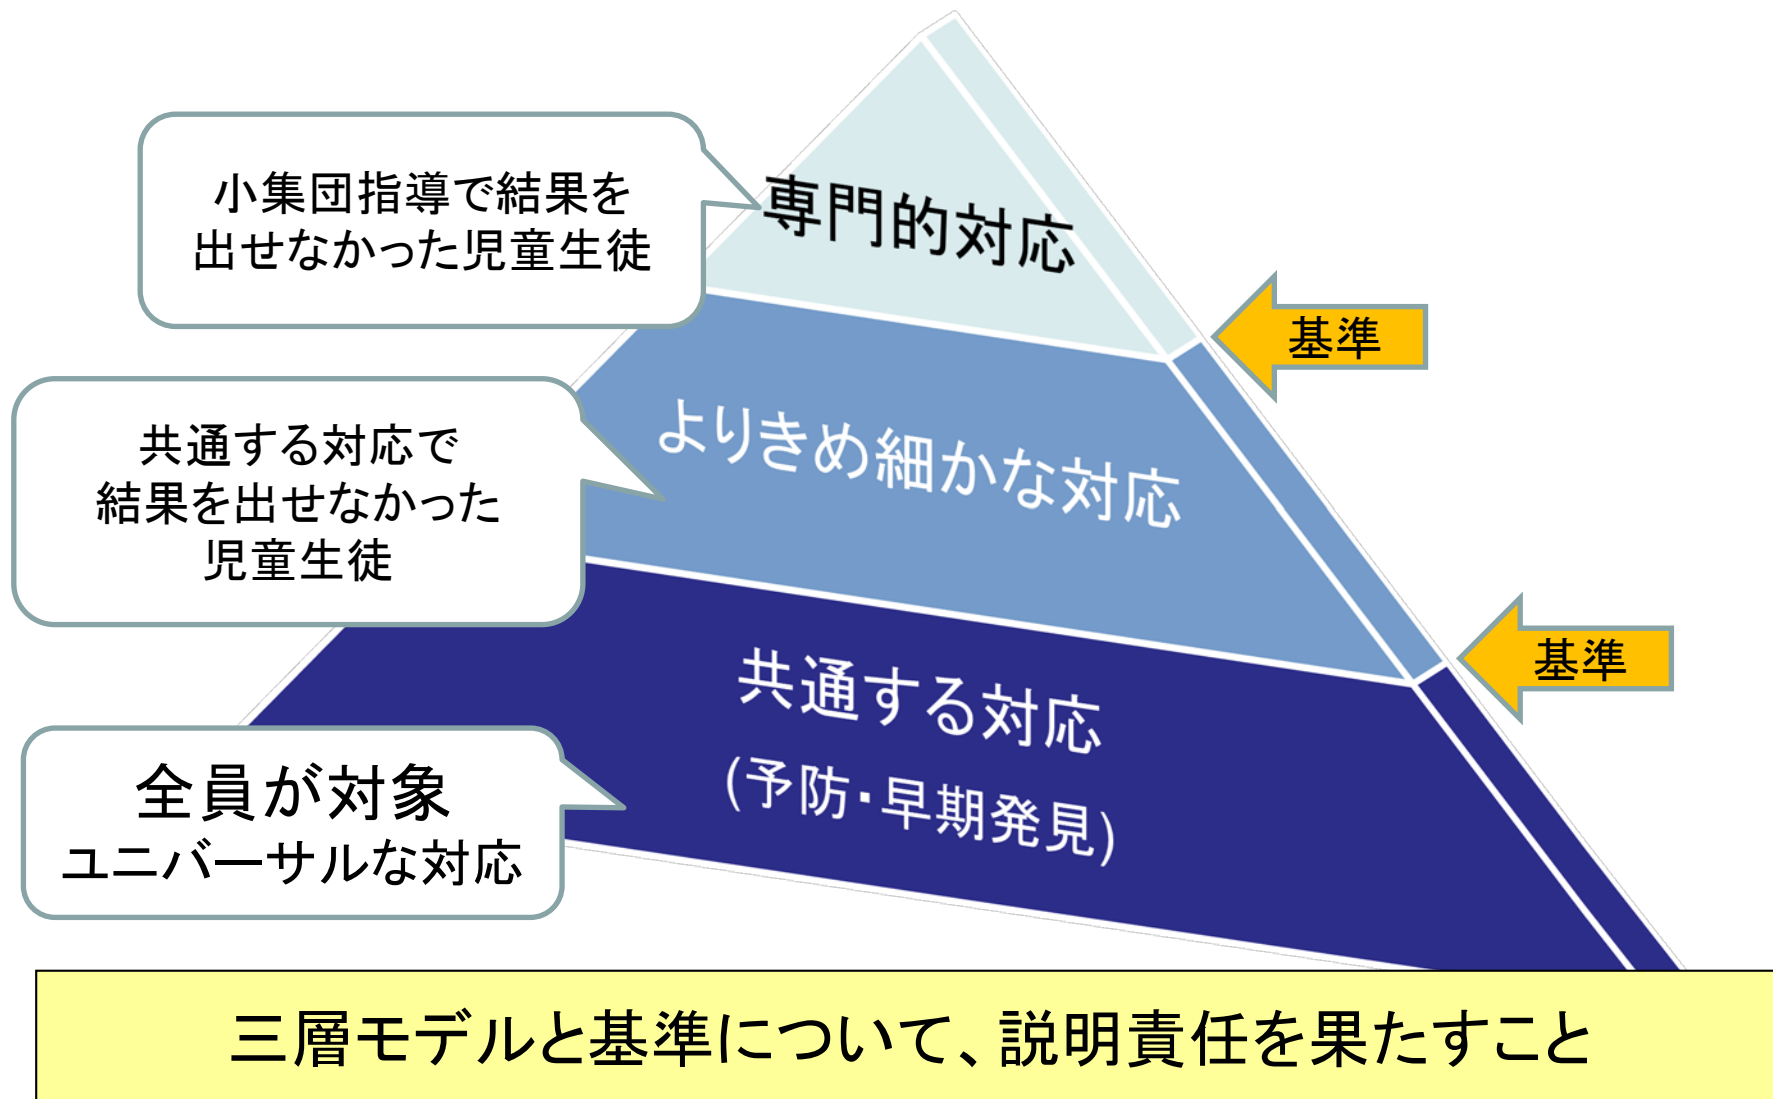 小集団指導で結果を
出せなかった児童生徒
専門的対応
基準
共通する対応で
結果を出せなかった
児童生徒
よりきめ細かな対応
基準
全員が対象
ユニバーサルな対応
共通する対応
(予防・早期発見)
三層モデルと基準について、説明責任を果たすこと